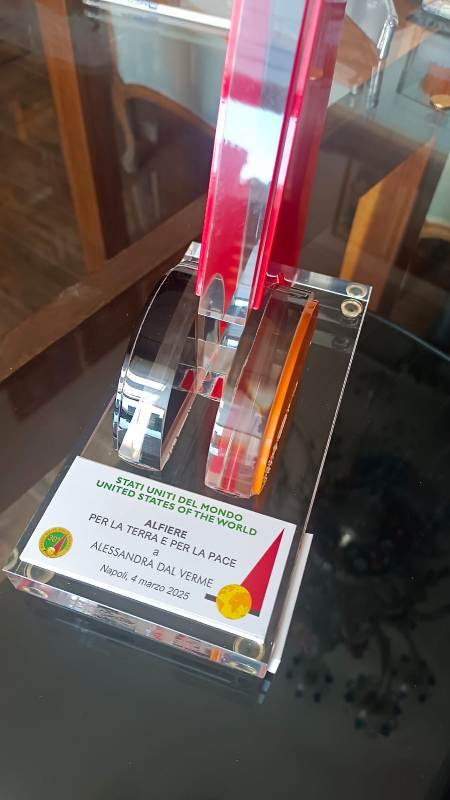 STATI UNITI DEL MONDO
UNITED STATES OF THE WORLD
ALFIERE
PER LA TERRA E PER LA PACE
a
ALESSANDRA DAL VERME
Napoli, 4 marzo 2025